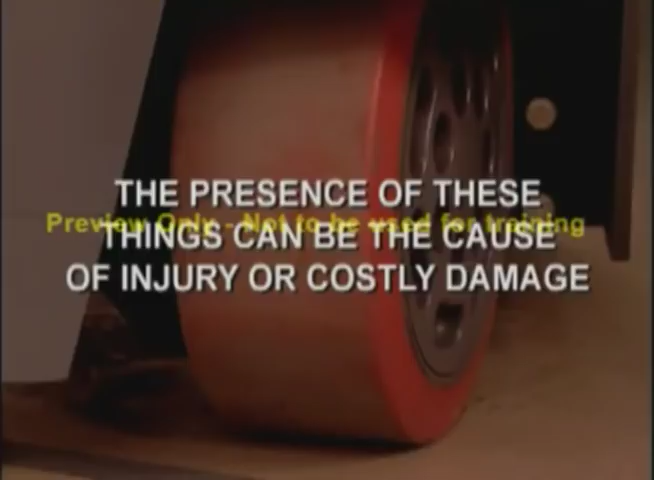 THE PRESENCE OF THESE
Preview Only - Not to be used for training
THINGS CAN BE THE CAUSE
OF INJURY OR COSTLY DAMAGE